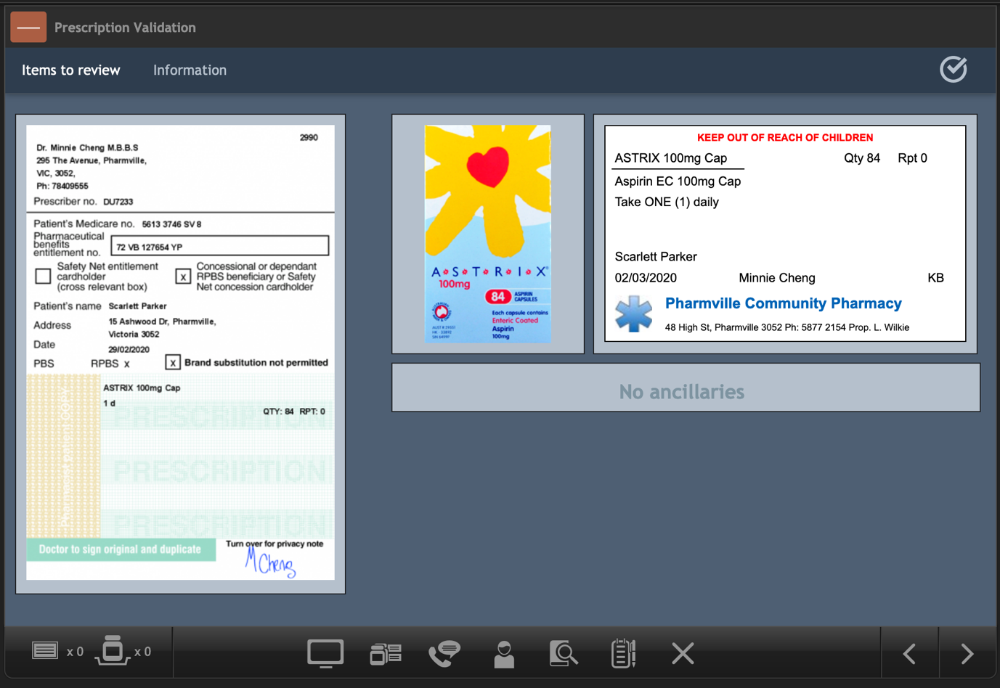 Prescription Validation
Items to review
Information
2990
Dr. Minnie Cheng M.B.B.S
295 The Avenue, Pharmville,
VIC, 3052,
Ph: 78409555
Prescriber no. DU7233
Patient's Medicare no. 5613 3746 SV 8
Pharmaceutical
benefits
entitlement no.
72 VB 127654 YP
Safety Net entitlement
cardholder
(cross relevant box)
x
Concessional or dependant
RPBS beneficiary or Safety
Net concession cardholder
Patient's name Scarlett Parker
Address 15 Ashwood Dr, Pharmville,
Victoria 3052
Date 29/02/2020
PBS RPBS x x Brand substitution not permitted
ASTRIX 100mg Cap
1 d
QTY: 84 RPT: 0
Pharmacist patient COPY
PRESCRIPTION
PRESCRIPTION
PRESCRIPTION
Doctor to sign original and duplicate
Turn over for privacy note
M Cheng
A·S·T·R·I·X®
100mg
84 ASPIRIN
CAPSULES
Each capsule contains
Enteric Coated
Aspirin
100mg
KEEP OUT OF REACH OF CHILDREN
ASTRIX 100mg Cap Qty 84 Rpt 0
Aspirin EC 100mg Cap
Take ONE (1) daily
Scarlett Parker
02/03/2020 Minnie Cheng KB
Pharmville Community Pharmacy
48 High St, Pharmville 3052 Ph: 5877 2154 Prop. L. Wilkie
No ancillaries
x 0
x 0